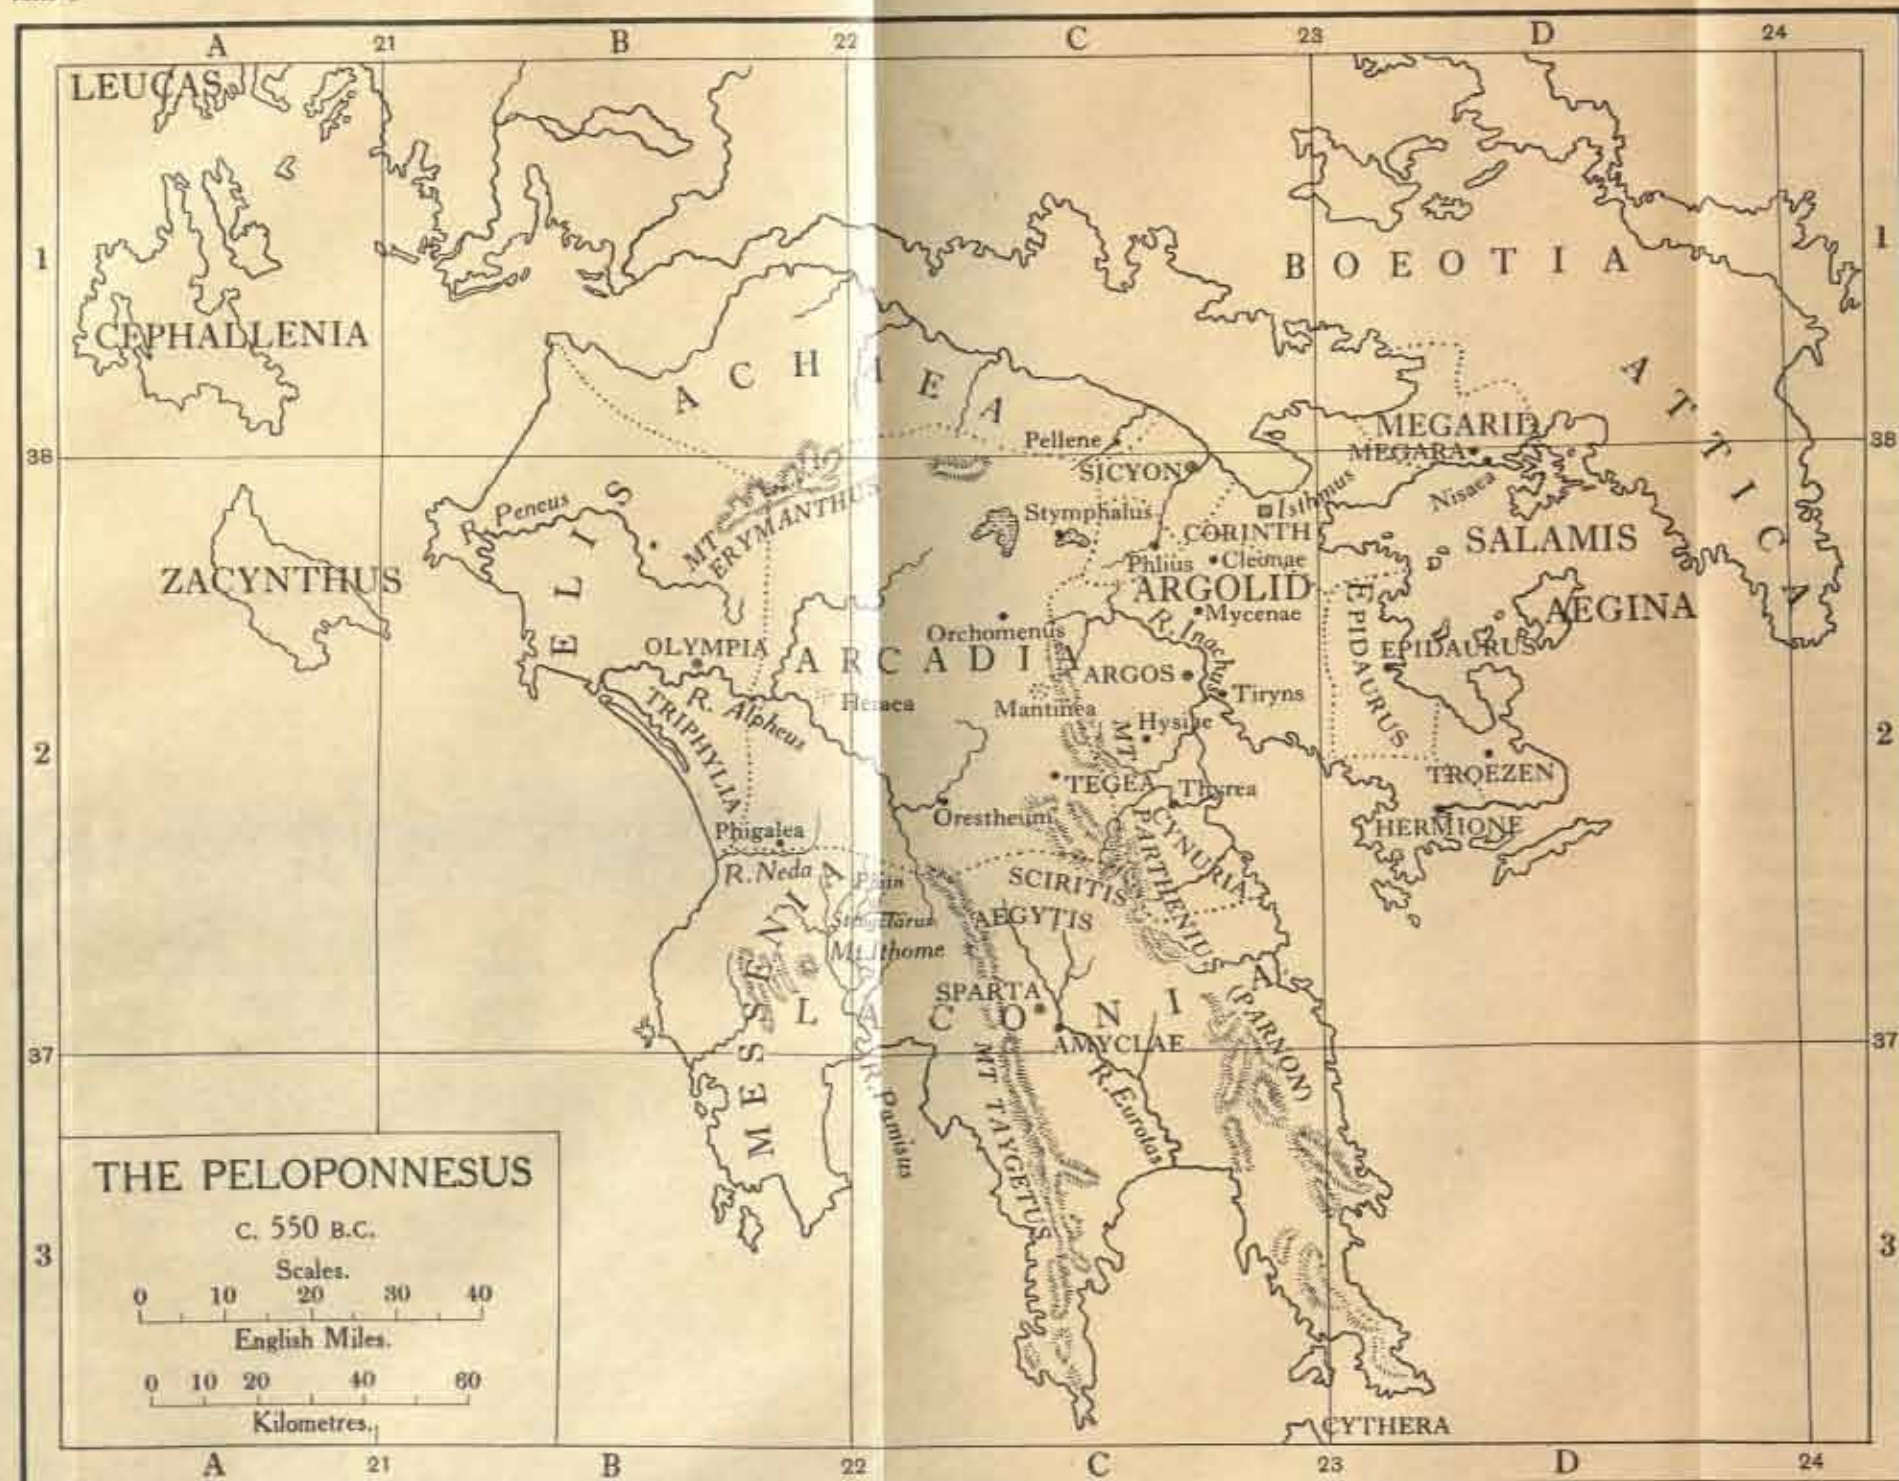 A 21 B 22 C 23 D 24
LEUCAS
1
BOEOTIA
1
CEPHALLENIA
ACHAEA
ATTICA
MEGARID
Pellene
MEGARA
38
SICYON
38
Nisaea
Isthmus
R. Peneus
MT ERYMANTHUS
Stymphalus
CORINTH
SALAMIS
ELIS
Phlius
Cleonae
ZACYNTHUS
ARGOLID
AEGINA
Mycenae
R. Inachus
Orchomenus
OLYMPIA
ARCADIA
EPIDAURUS
EPIDAURUS
ARGOS
Tiryns
R. Alpheus
Heraea
Mantinea
TRIPHYLIA
Hysiae
2
2
TROEZEN
TEGEA
Thyrea
Orestheum
HERMIONE
Phigalea
CYNURIA
MT PARTHENIUS
R. Neda
Plain
SCIRITIS
AEGYTIS
Stenyclarus
Mt. Ithome
MESSENIA
SPARTA
LACONIA
(PARNON)
37
AMYCLAE
37
R. Pamisus
MT TAYGETUS
R. Eurotas
THE PELOPONNESUS
C. 550 B.C.
3
Scales.
3
0 10 20 30 40
English Miles.
0 10 20 40 60
Kilometres.
CYTHERA
A 21 B 22 C 23 D 24